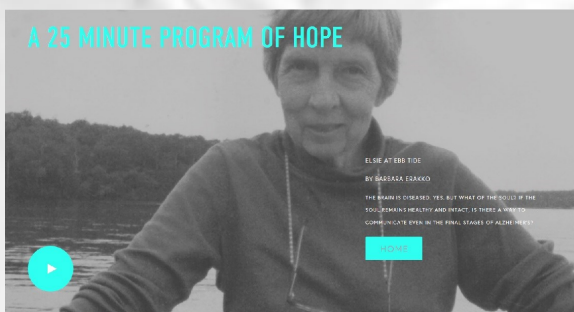 A 25 MINUTE PROGRAM OF HOPE
ELSIE AT EBB TIDE
BY BARBARA ERAKKO
THE BRAIN IS DISEASED, YES, BUT WHAT OF THE SOUL? IF THE
SOUL REMAINS HEALTHY AND INTACT, IS THERE A WAY TO
COMMUNICATE EVEN IN THE FINAL STAGES OF ALZHEIMER'S?
HOME